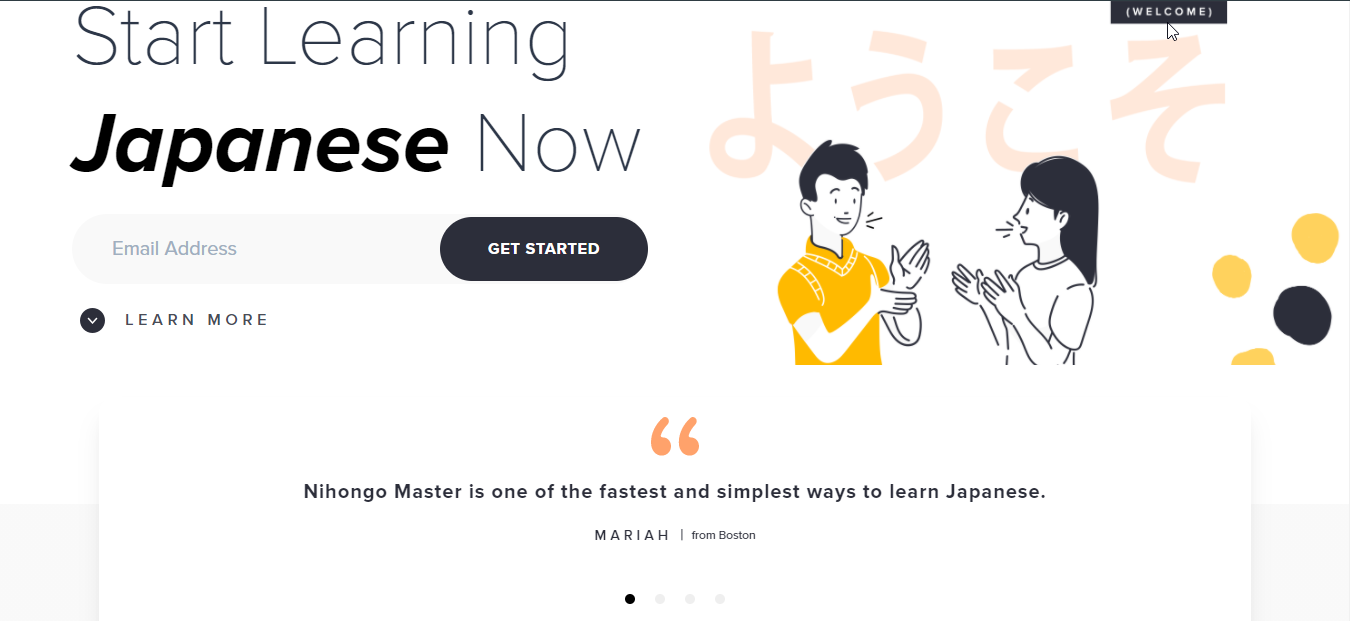 Start Learning
Japanese Now
Email Address
GET STARTED
LEARN MORE
(WELCOME)
ようこそ
“
Nihongo Master is one of the fastest and simplest ways to learn Japanese.
MARIAH | from Boston